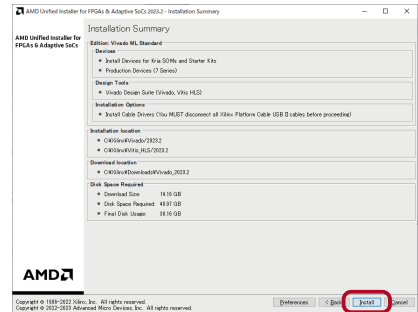 AMD Unified Installer for FPGAs & Adaptive SoCs 2023.2 - Installation Summary
AMD Unified Installer for
FPGAs & Adaptive SoCs
Installation Summary
Edition: Vivado ML Standard
Devices
Install Devices for Kria SOMs and Starter Kits
Production Devices (7 Series)
Design Tools
Vivado Design Suite (Vivado, Vitis HLS)
Installation Options
Install Cable Drivers (You MUST disconnect all Xilinx Platform Cable USB II cables before proceeding)
Installation location
C:¥Xilinx¥Vivado/2023.2
C:¥Xilinx¥Vitis_HLS/2023.2
Download location
C:¥Xilinx¥Downloads¥Vivado_2023.2
Disk Space Required
Download Size: 14.16 GB
Disk Space Required: 48.97 GB
Final Disk Usage:
AMD
Copyright © 1986-2022 Xilinx, Inc. All rights reserved.
Copyright © 2022-2023 Advanced Micro Devices, Inc. All rights reserved.
Preferences
< Back
Install
Cancel